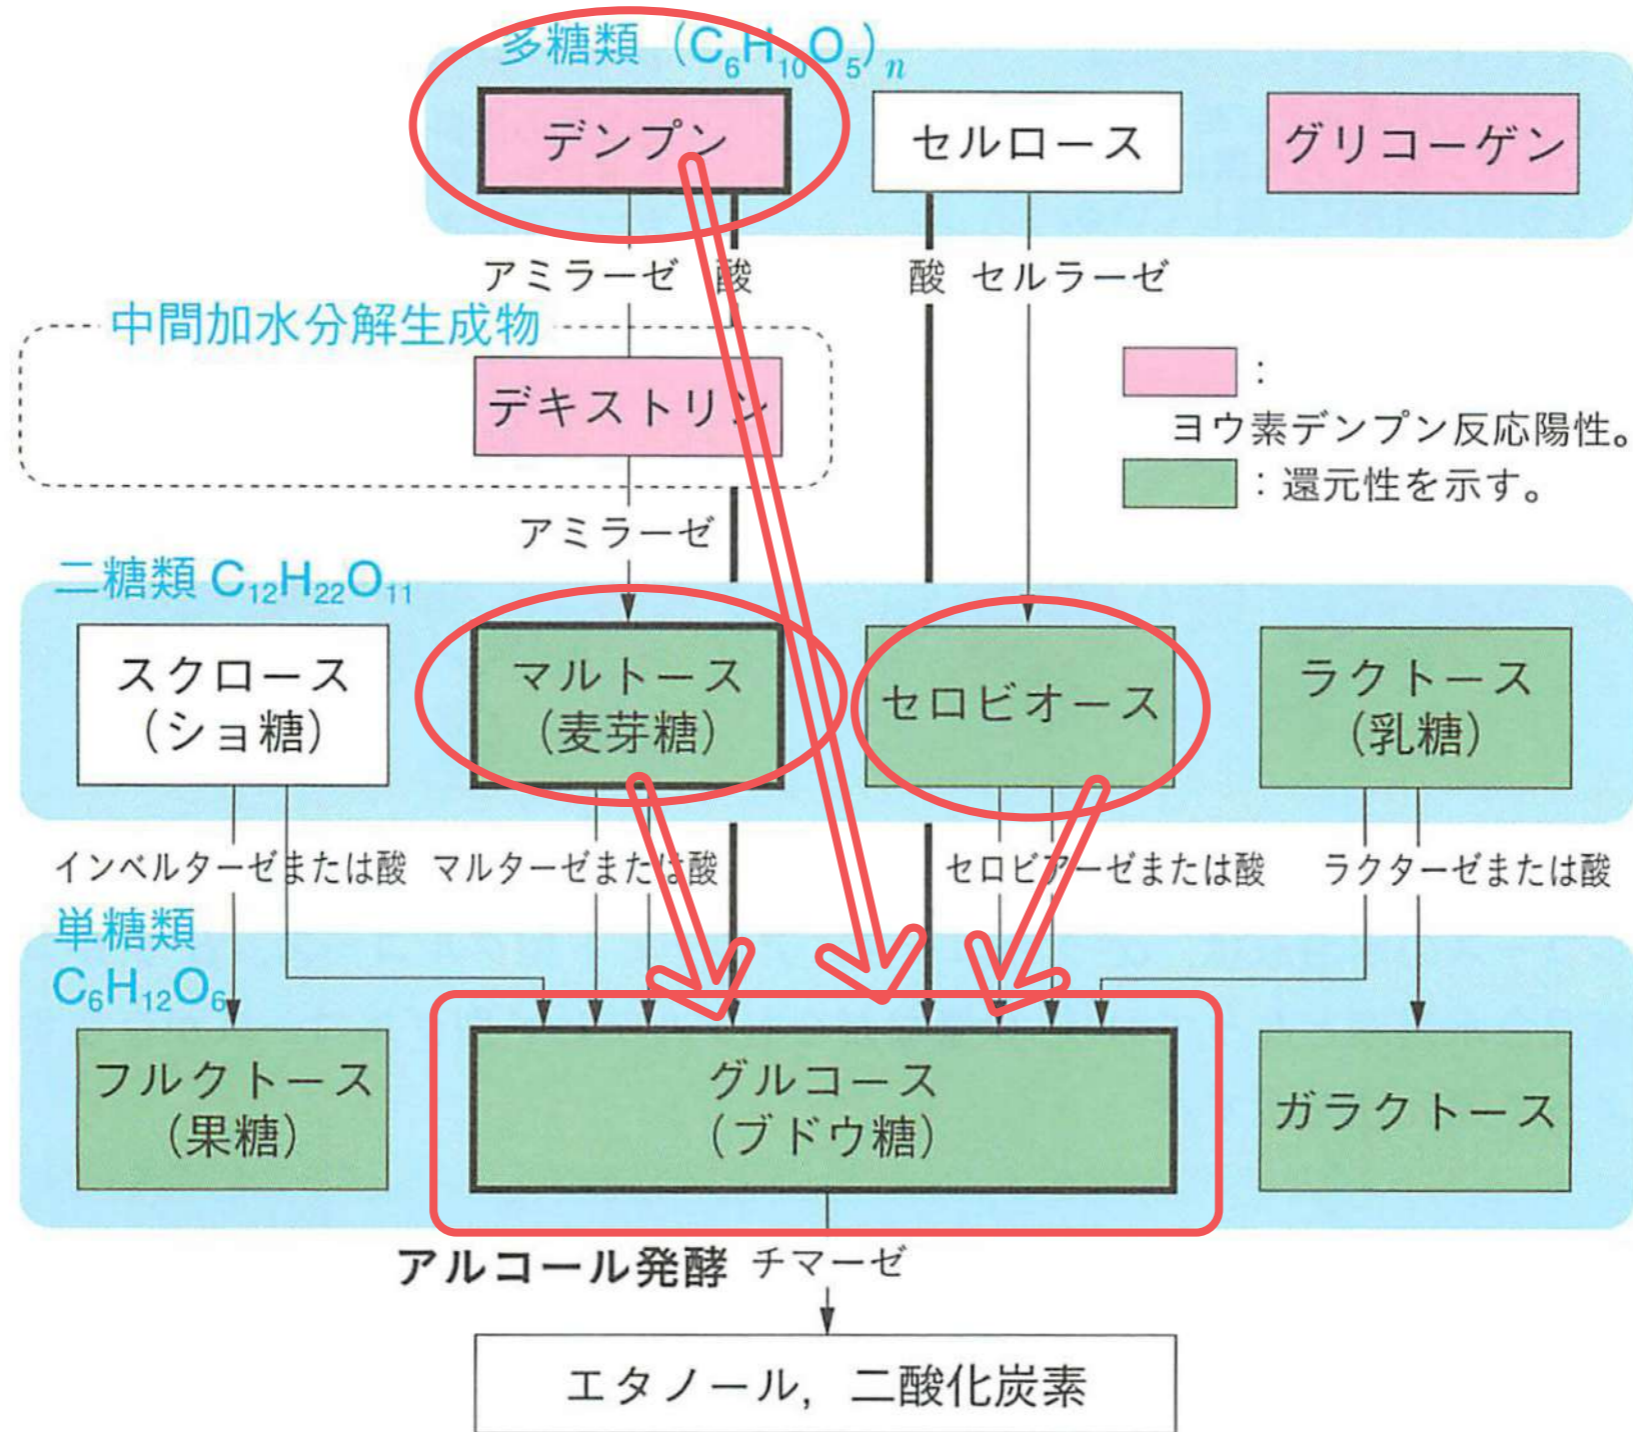 多糖類 (C₆H₁₀O₅)ₙ
デンプン
セルロース
グリコーゲン
アミラーゼ 酸
酸 セルラーゼ
中間加水分解生成物
デキストリン
：
ヨウ素デンプン反応陽性。
：還元性を示す。
アミラーゼ
二糖類 C₁₂H₂₂O₁₁
スクロース
(ショ糖)
マルトース
(麦芽糖)
セロビオース
ラクトース
(乳糖)
インベルターゼまたは酸
マルターゼまたは酸
セロビアーゼまたは酸
ラクターゼまたは酸
単糖類
C₆H₁₂O₆
フルクトース
(果糖)
グルコース
(ブドウ糖)
ガラクトース
アルコール発酵 チマーゼ
エタノール, 二酸化炭素